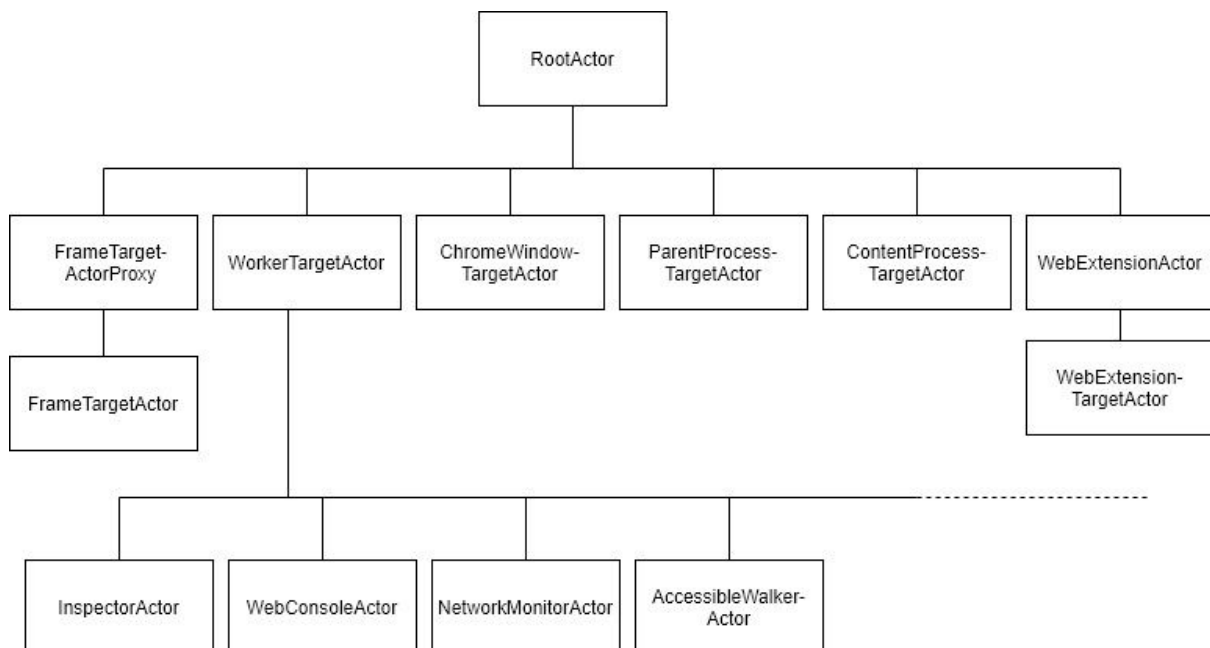 RootActor
FrameTarget-
ActorProxy
WorkerTargetActor
ChromeWindow-
TargetActor
ParentProcess-
TargetActor
ContentProcess-
TargetActor
WebExtensionActor
FrameTargetActor
WebExtension-
TargetActor
InspectorActor
WebConsoleActor
NetworkMonitorActor
AccessibleWalker-
Actor